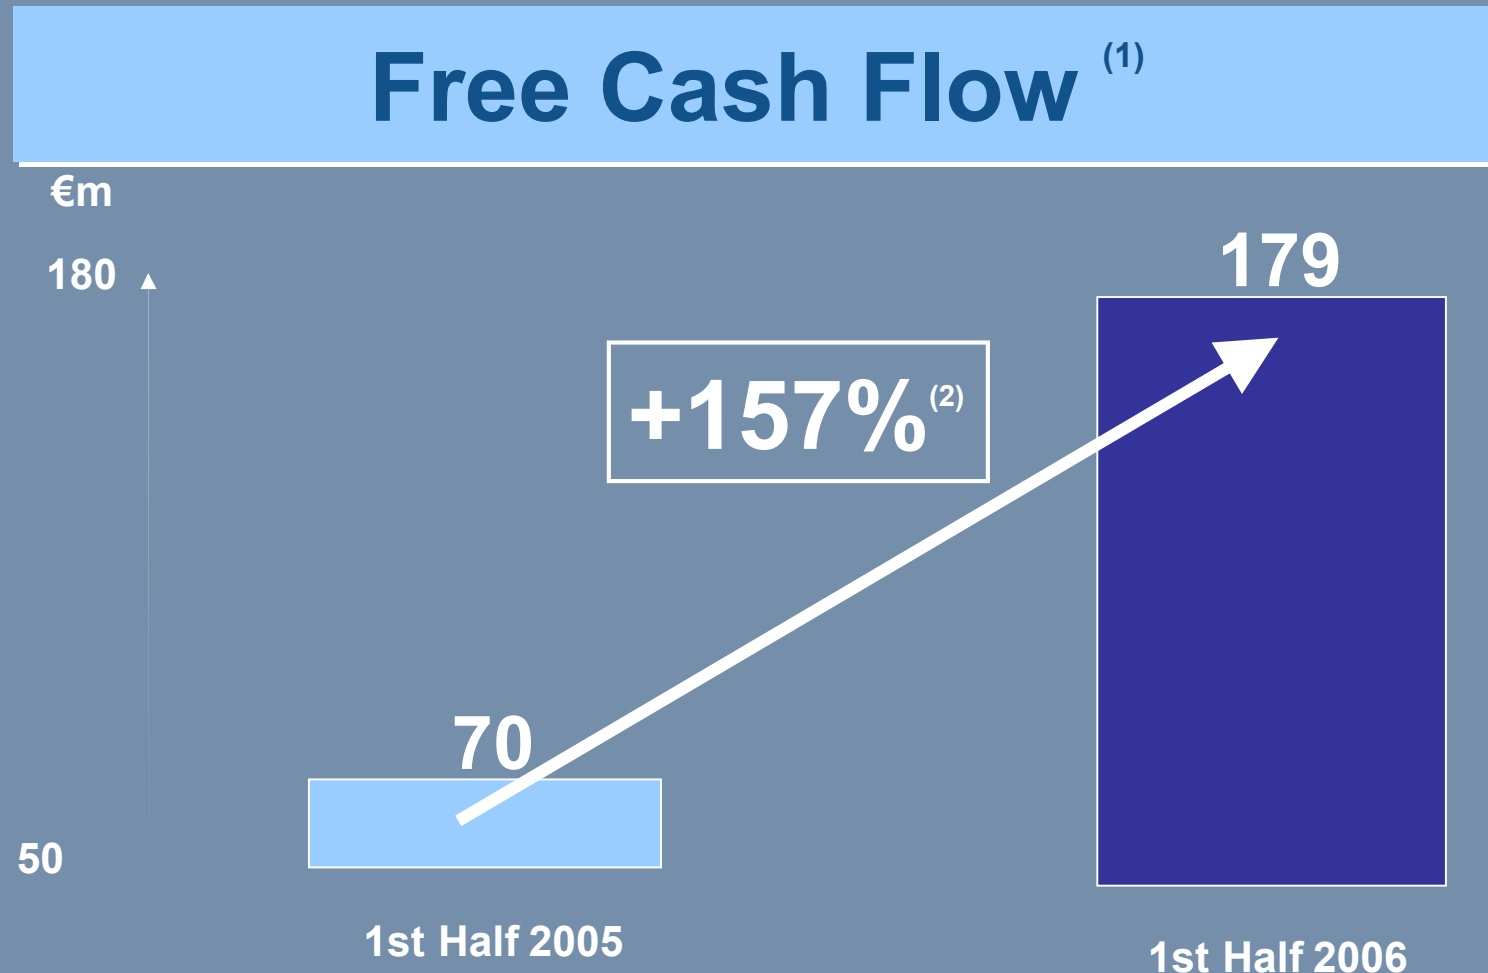 Free Cash Flow (1)
€m
180
179
+157% (2)
70
50
1st Half 2005
1st Half 2006